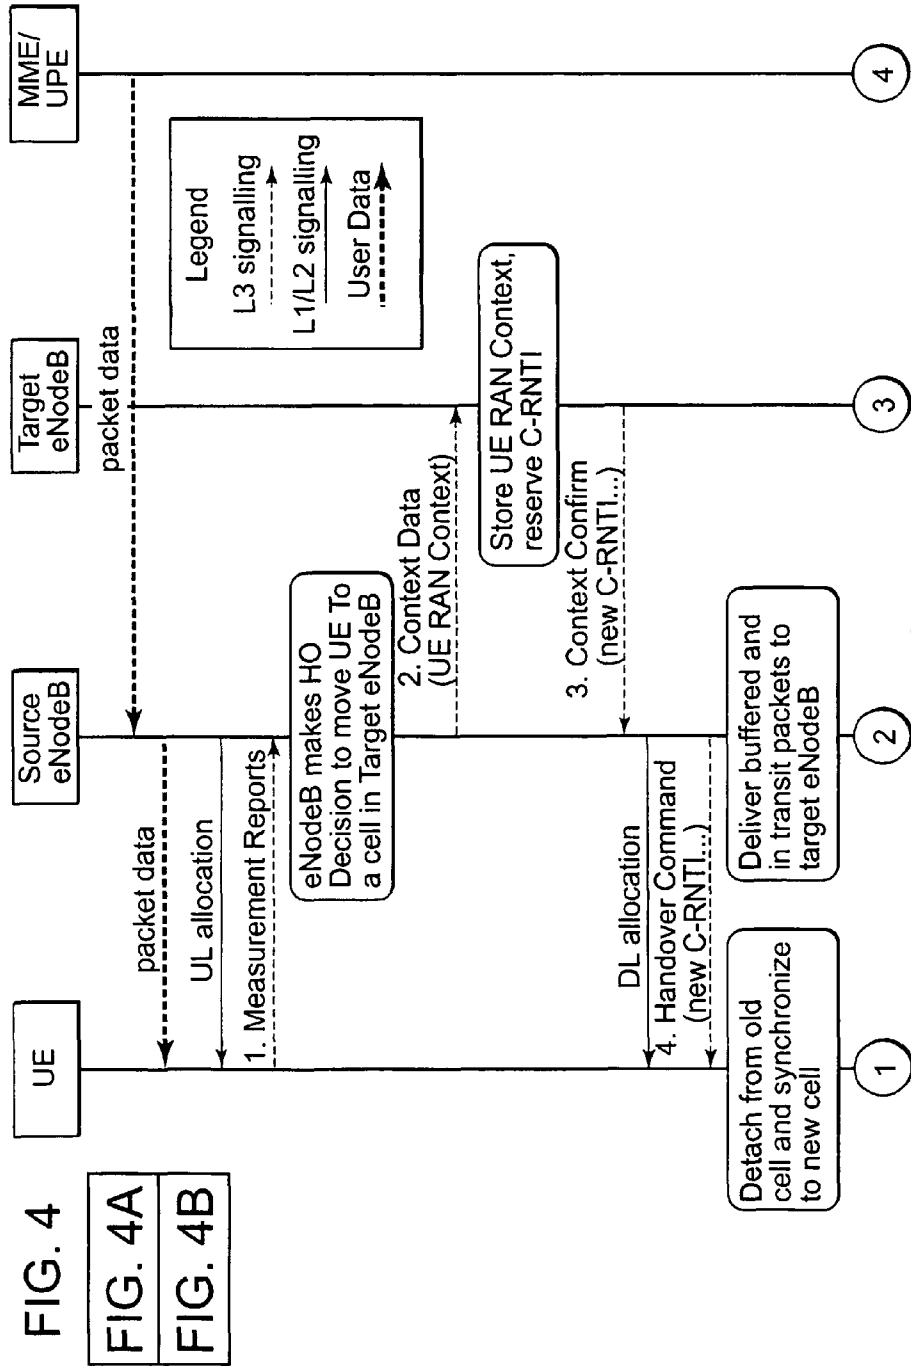 FIG. 4
FIG. 4A
FIG. 4B
UE
Source
eNodeB
Target
eNodeB
MME/
UPE
packet data
packet data
UL allocation
1. Measurement Reports
eNodeB makes HO
Decision to move UE To
a cell in Target eNodeB
2. Context Data
(UE RAN Context)
Store UE RAN Context,
reserve C-RNTI
3. Context Confirm
(new C-RNTI...)
DL allocation
4. Handover Command
(new C-RNTI...)
Detach from old
cell and synchronize
to new cell
Deliver buffered and
in transit packets to
target eNodeB
Legend
L3 signalling
L1/L2 signalling
User Data
1
2
3
4